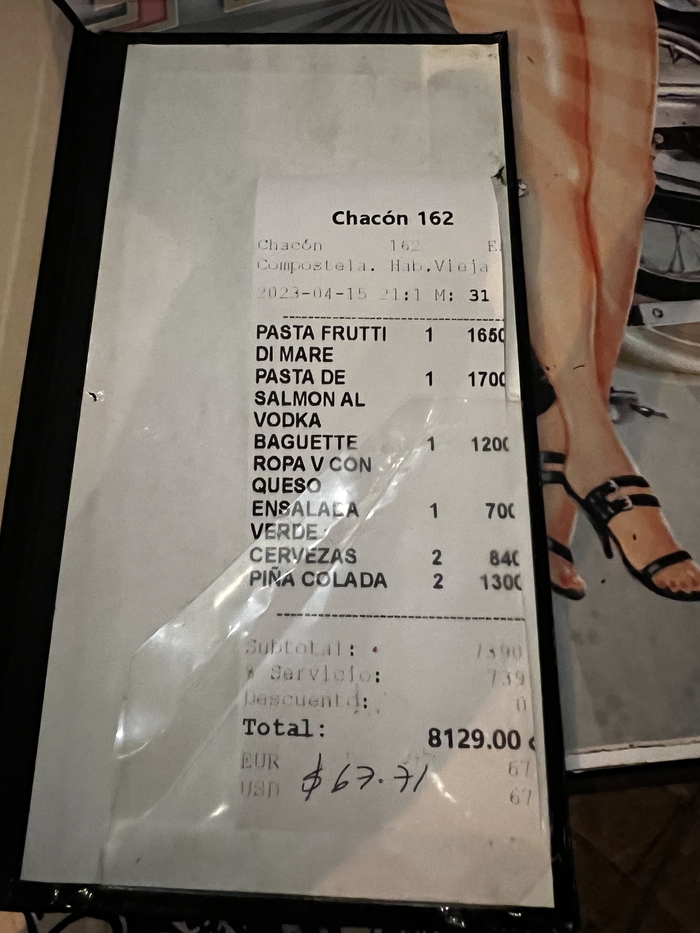 Chacón 162
Chacón 162 E
Compostela. Hab.Vieja
2023-04-15 21:1 M: 31
PASTA FRUTTI 1 1650
DI MARE
PASTA DE 1 1700
SALMON AL
VODKA
BAGUETTE 1 1200
ROPA V CON
QUESO
ENSALADA 1 700
VERDE
CERVEZAS 2 840
PIÑA COLADA 2 1300
Subtotal: 7390
Servicio: 739
Descuento: 0
Total: 8129.00
EUR 67
USD $67.71 67